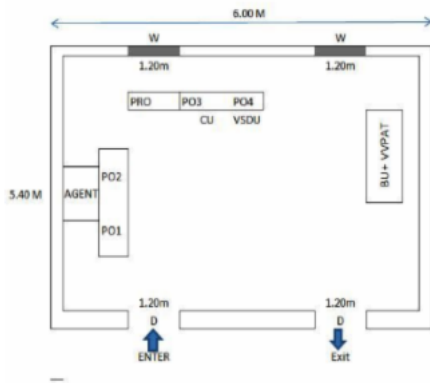 6.00 M
W W
1.20m 1.20m
PRO PO3 PO4
CU VSDU
BU+ VVPAT
PO2
AGENT
5.40 M
PO1
1.20m 1.20m
D D
ENTER Exit